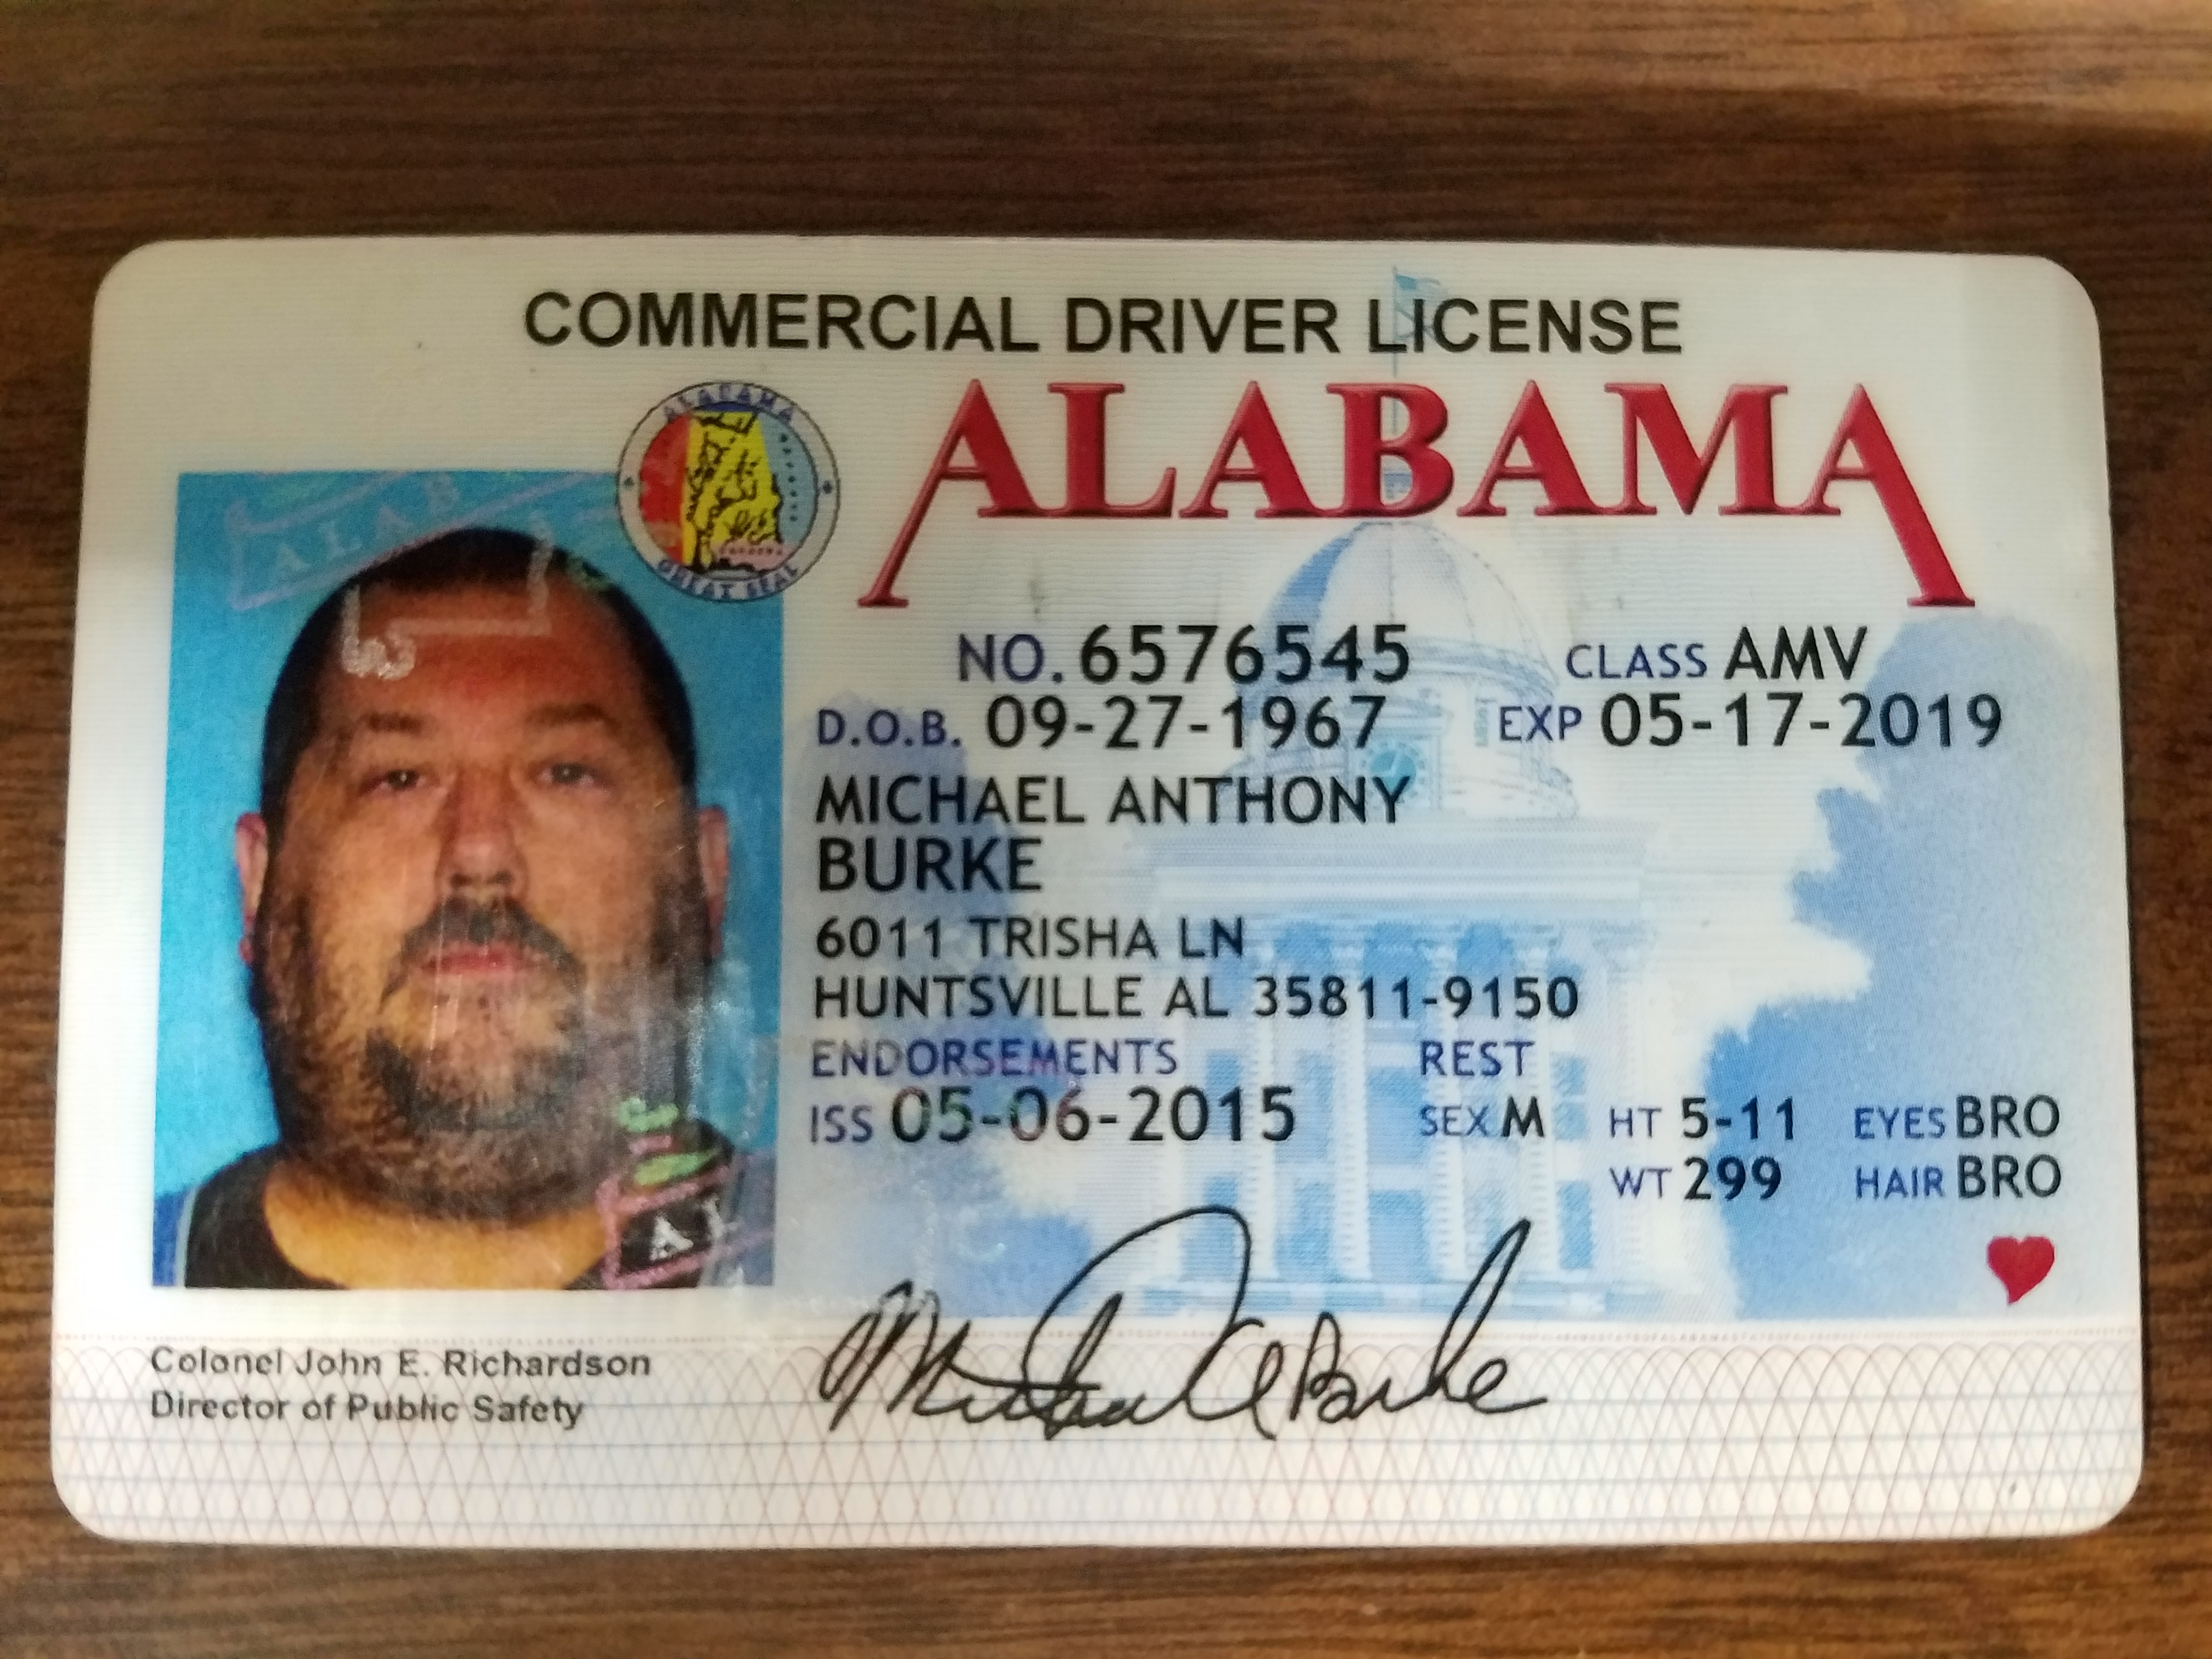 COMMERCIAL DRIVER LICENSE
ALABAMA
ALABAMA GREAT SEAL
NO. 6576545 CLASS AMV
D.O.B. 09-27-1967 EXP 05-17-2019
MICHAEL ANTHONY
BURKE
6011 TRISHA LN
HUNTSVILLE AL 35811-9150
ENDORSEMENTS REST
ISS 05-06-2015 SEX M HT 5-11 EYES BRO
WT 299 HAIR BRO
Colonel John E. Richardson
Director of Public Safety